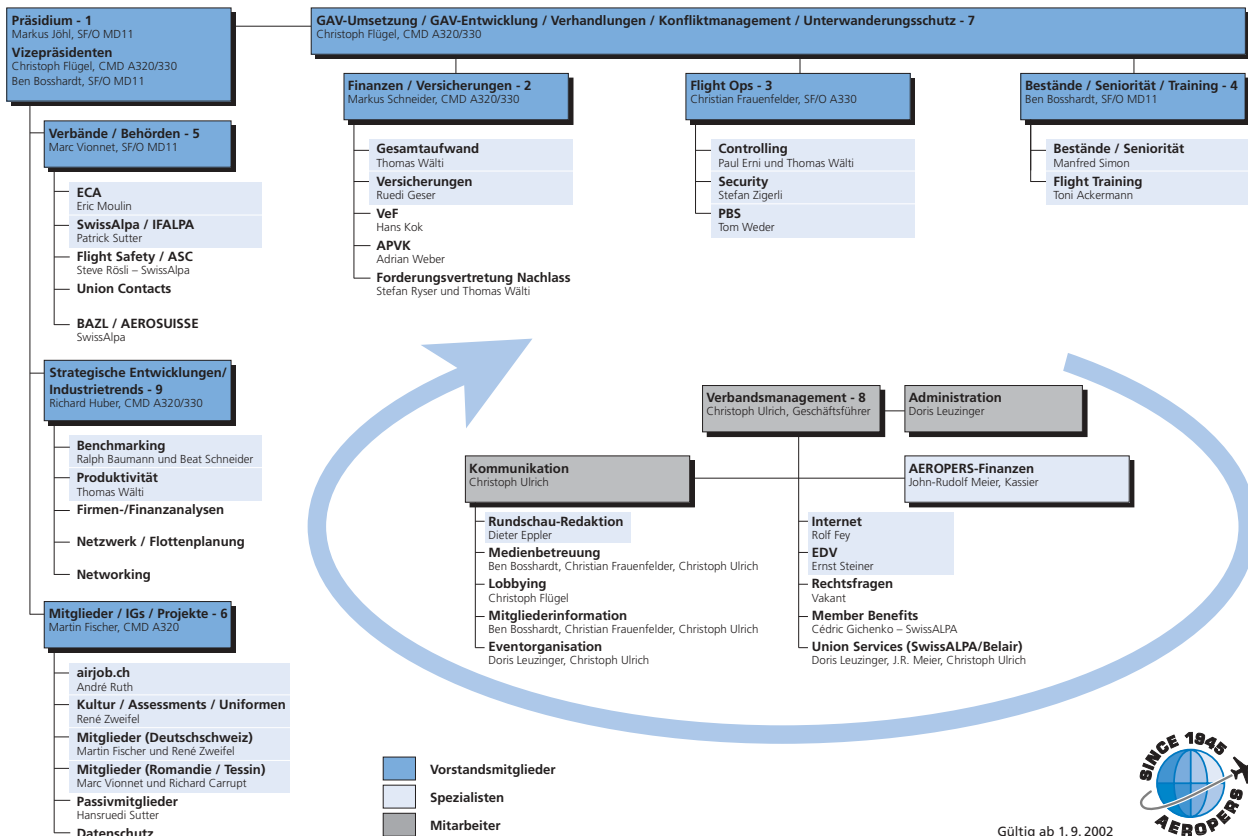 Präsidium - 1
Markus Jöhl, SF/O MD11
Vizepräsidenten
Christoph Flügel, CMD A320/330
Ben Bosshardt, SF/O MD11
GAV-Umsetzung / GAV-Entwicklung / Verhandlungen / Konfliktmanagement / Unterwanderungsschutz - 7
Christoph Flügel, CMD A320/330
Finanzen / Versicherungen - 2
Markus Schneider, CMD A320/330
Gesamtaufwand
Thomas Wälti
Versicherungen
Ruedi Geser
VeF
Hans Kok
APVK
Adrian Weber
Forderungsvertretung Nachlass
Stefan Ryser und Thomas Wälti
Flight Ops - 3
Christian Frauenfelder, SF/O A330
Controlling
Paul Erni und Thomas Wälti
Security
Stefan Zigerli
PBS
Tom Weder
Bestände / Seniorität / Training - 4
Ben Bosshardt, SF/O MD11
Bestände / Seniorität
Manfred Simon
Flight Training
Toni Ackermann
Verbände / Behörden - 5
Marc Vionnet, SF/O MD11
ECA
Eric Moulin
SwissAlpa / IFALPA
Patrick Sutter
Flight Safety / ASC
Steve Rösli – SwissAlpa
Union Contacts
BAZL / AEROSUISSE
SwissAlpa
Strategische Entwicklungen/
Industrietrends - 9
Richard Huber, CMD A320/330
Benchmarking
Ralph Baumann und Beat Schneider
Produktivität
Thomas Wälti
Firmen-/Finanzanalysen
Netzwerk / Flottenplanung
Networking
Mitglieder / IGs / Projekte - 6
Martin Fischer, CMD A320
airjob.ch
André Ruth
Kultur / Assessments / Uniformen
René Zweifel
Mitglieder (Deutschschweiz)
Martin Fischer und René Zweifel
Mitglieder (Romandie / Tessin)
Marc Vionnet und Richard Carrupt
Passivmitglieder
Hansruedi Sutter
Datenschutz
Verbandsmanagement - 8
Christoph Ulrich, Geschäftsführer
Administration
Doris Leuzinger
Kommunikation
Christoph Ulrich
AEROPERS-Finanzen
John-Rudolf Meier, Kassier
Rundschau-Redaktion
Dieter Eppler
Medienbetreuung
Ben Bosshardt, Christian Frauenfelder, Christoph Ulrich
Lobbying
Christoph Flügel
Mitgliederinformation
Ben Bosshardt, Christian Frauenfelder, Christoph Ulrich
Eventorganisation
Doris Leuzinger, Christoph Ulrich
Internet
Rolf Fey
EDV
Ernst Steiner
Rechtsfragen
Vakant
Member Benefits
Cédric Gichenko – SwissALPA
Union Services (SwissALPA/Belair)
Doris Leuzinger, J.R. Meier, Christoph Ulrich
Vorstandsmitglieder
Spezialisten
Mitarbeiter
Gültig ab 1. 9. 2002
SINCE 1945
AEROPERS